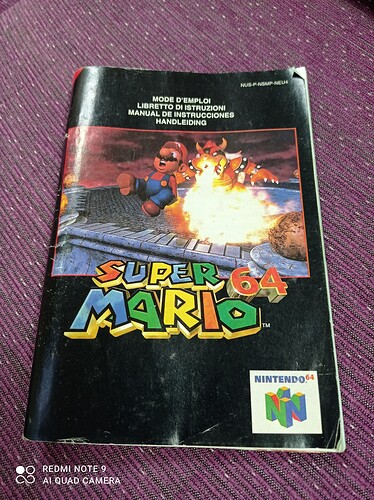 NUS-P-NSMP-NEU4
MODE D'EMPLOI
LIBRETTO DI ISTRUZIONI
MANUAL DE INSTRUCCIONES
HANDLEIDING
SUPER
MARIO 64
TM
NINTENDO 64
REDMI NOTE 9
AI QUAD CAMERA